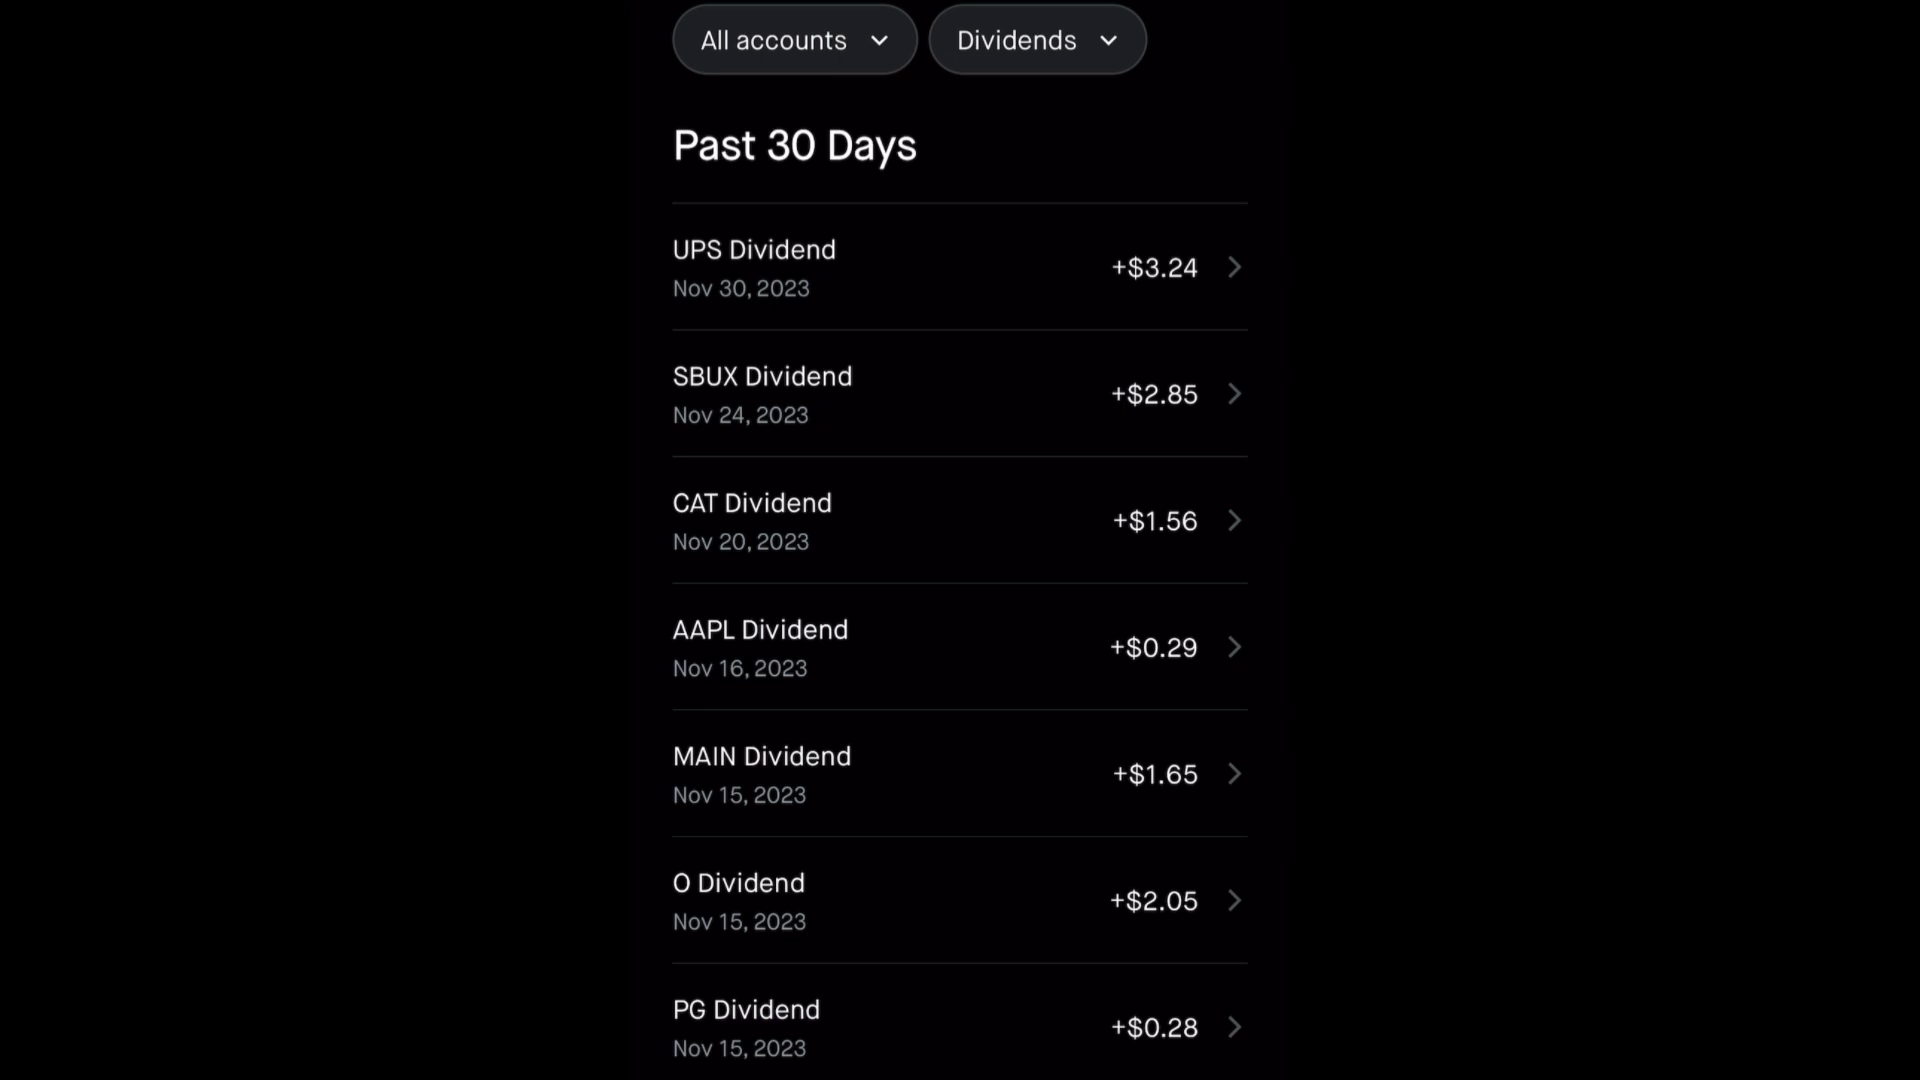 All accounts
Dividends
Past 30 Days
UPS Dividend
+$3.24
Nov 30, 2023
SBUX Dividend
+$2.85
Nov 24, 2023
CAT Dividend
+$1.56
Nov 20, 2023
AAPL Dividend
+$0.29
Nov 16, 2023
MAIN Dividend
+$1.65
Nov 15, 2023
O Dividend
+$2.05
Nov 15, 2023
PG Dividend
+$0.28
Nov 15, 2023